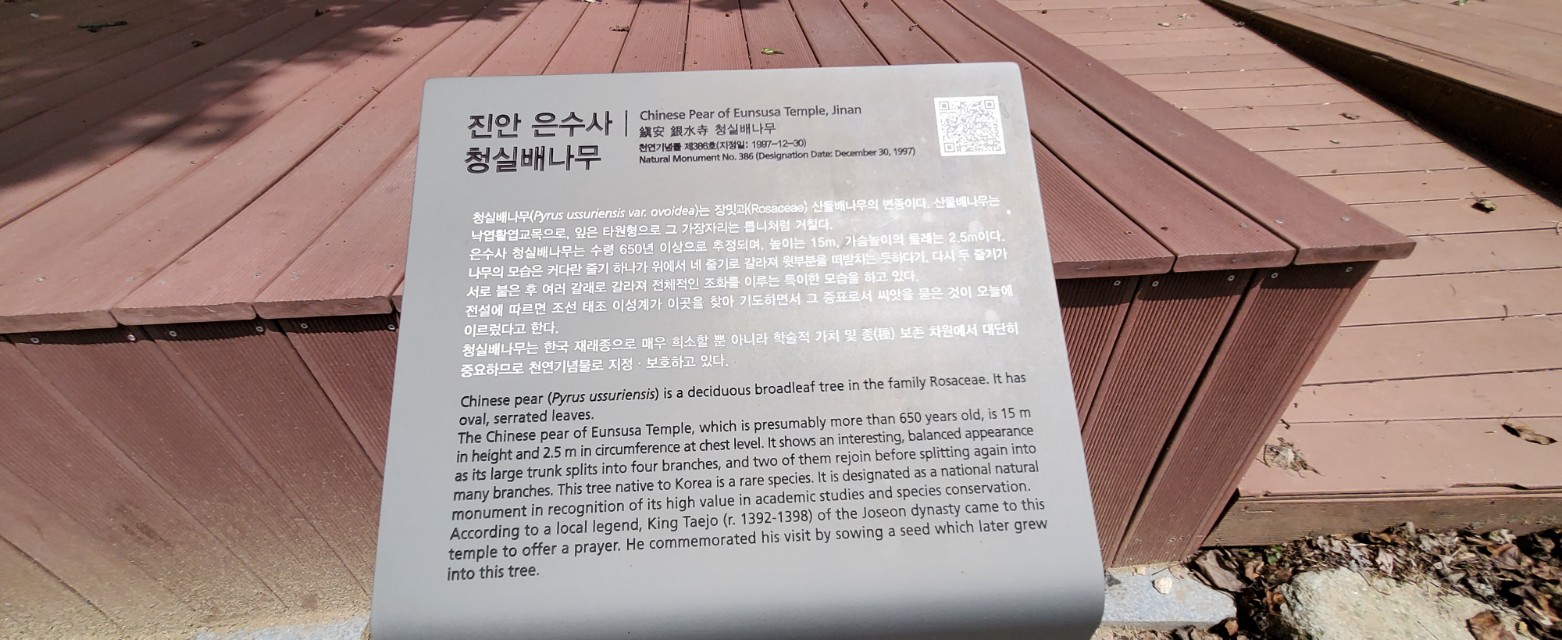 진안 은수사
청실배나무
Chinese Pear of Eunsusa Temple, Jinan
鎭安 銀水寺 청실배나무
천연기념물 제386호(지정일: 1997-12-30)
Natural Monument No. 386 (Designation Date: December 30, 1997)
청실배나무(Pyrus ussuriensis var. ovoidea)는 장밋과(Rosaceae) 산돌배나무의 변종이다. 산돌배나무는
낙엽활엽교목으로, 잎은 타원형으로 그 가장자리는 톱니처럼 거칠다.
은수사 청실배나무는 수령 650년 이상으로 추정되며, 높이는 15m, 가슴높이의 둘레는 2.5m이다.
나무의 모습은 커다란 줄기 하나가 위에서 네 줄기로 갈라져 윗부분을 떠받치는 듯하다가, 다시 두 줄기가
서로 붙은 후 여러 갈래로 갈라져 전체적인 조화를 이루는 특이한 모습을 하고 있다.
전설에 따르면 조선 태조 이성계가 이곳을 찾아 기도하면서 그 증표로서 씨앗을 묻은 것이 오늘에
이르렀다고 한다.
청실배나무는 한국 재래종으로 매우 희소할 뿐 아니라 학술적 가치 및 종(種) 보존 차원에서 대단히
중요하므로 천연기념물로 지정 · 보호하고 있다.
Chinese pear (Pyrus ussuriensis) is a deciduous broadleaf tree in the family Rosaceae. It has
oval, serrated leaves.
The Chinese pear of Eunsusa Temple, which is presumably more than 650 years old, is 15 m
in height and 2.5 m in circumference at chest level. It shows an interesting, balanced appearance
as its large trunk splits into four branches, and two of them rejoin before splitting again into
many branches. This tree native to Korea is a rare species. It is designated as a national natural
monument in recognition of its high value in academic studies and species conservation.
According to a local legend, King Taejo (r. 1392-1398) of the Joseon dynasty came to this
temple to offer a prayer. He commemorated his visit by sowing a seed which later grew
into this tree.